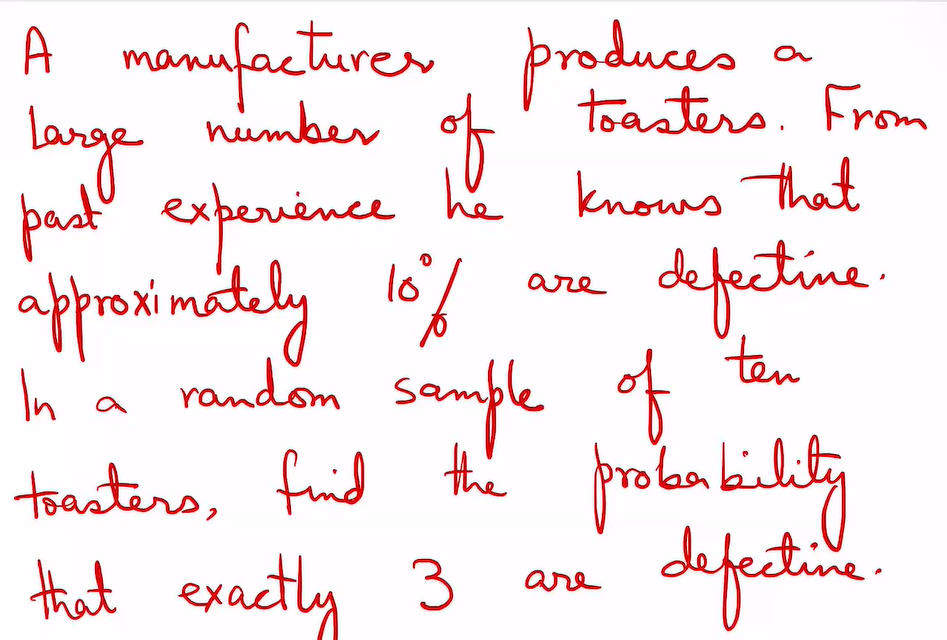 A manufacturer produces a
large number of toasters. From
past experience he knows that
approximately 10% are defective.
In a random sample of ten
toasters, find the probability
that exactly 3 are defective.